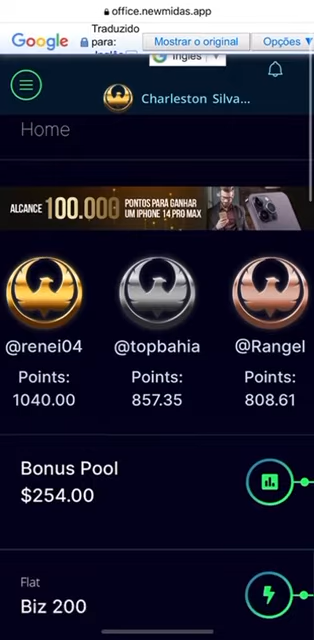 office.newmidas.app
Google
Traduzido
para:
Mostrar o original
Opções ▼
Inglês
Charleston Silva...
Home
ALCANCE 100.000 PONTOS PARA GANHAR
UM IPHONE 14 PRO MAX
@renei04
@topbahia
@Rangel
Points:
Points:
Points:
1040.00
857.35
808.61
Bonus Pool
$254.00
Flat
Biz 200